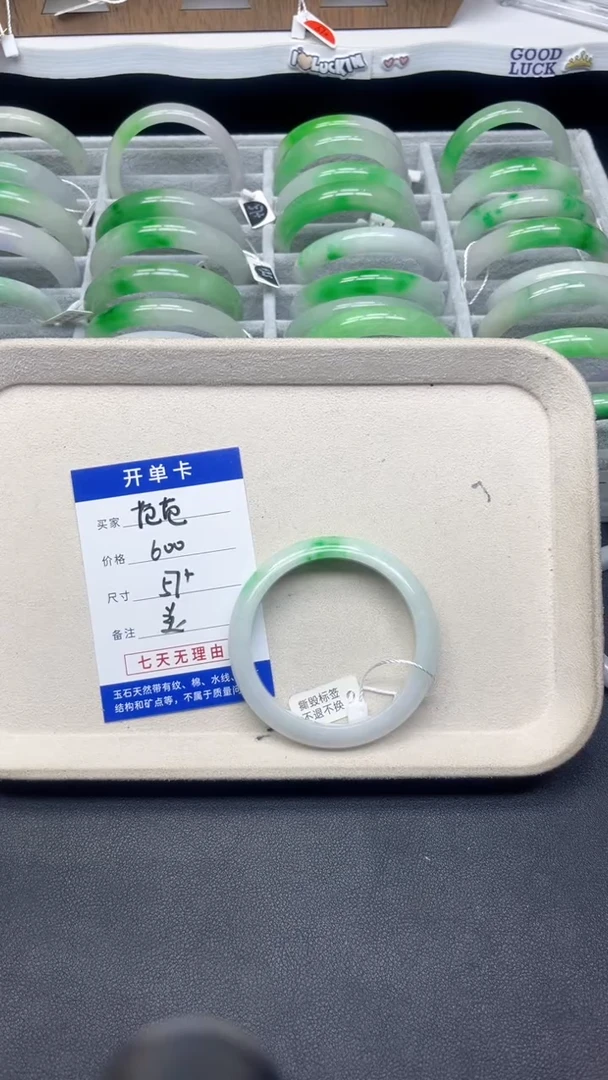 I LUCKIN
GOOD
LUCK
开单卡
买家
价格 600
尺寸 57+
备注
七天无理由
玉石天然带有纹、棉、水线、
结构和矿点等，不属于质量问
撕毁标签
不退不换